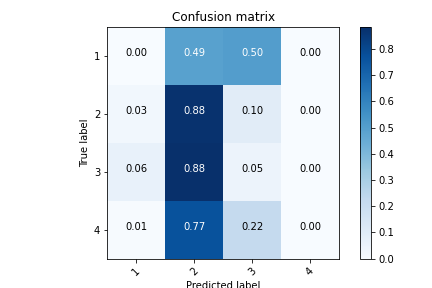 Confusion matrix
1 0.00 0.49 0.50 0.00
2 0.03 0.88 0.10 0.00
3 0.06 0.88 0.05 0.00
4 0.01 0.77 0.22 0.00
1 2 3 4
True label
Predicted label
0.8
0.7
0.6
0.5
0.4
0.3
0.2
0.1
0.0